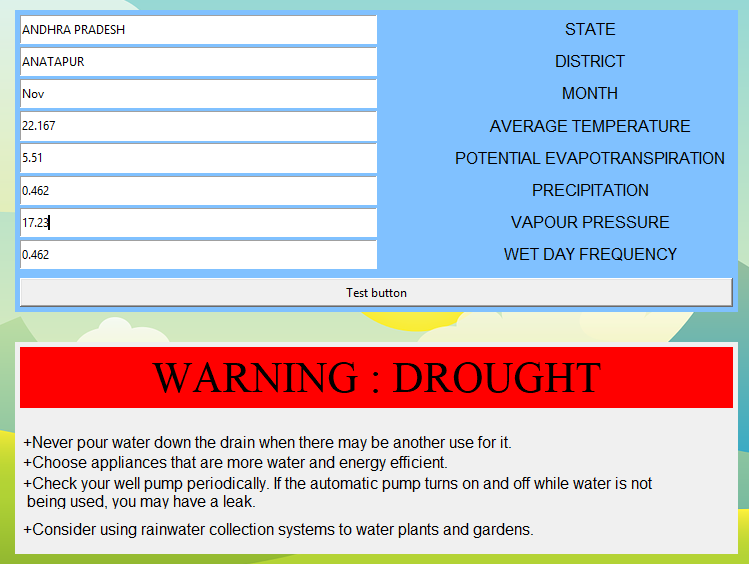 ANDHRA PRADESH STATE
ANATAPUR DISTRICT
Nov MONTH
22.167 AVERAGE TEMPERATURE
5.51 POTENTIAL EVAPOTRANSPIRATION
0.462 PRECIPITATION
17.23 VAPOUR PRESSURE
0.462 WET DAY FREQUENCY
Test button
WARNING : DROUGHT
+Never pour water down the drain when there may be another use for it.
+Choose appliances that are more water and energy efficient.
+Check your well pump periodically. If the automatic pump turns on and off while water is not
being used, you may have a leak.
+Consider using rainwater collection systems to water plants and gardens.